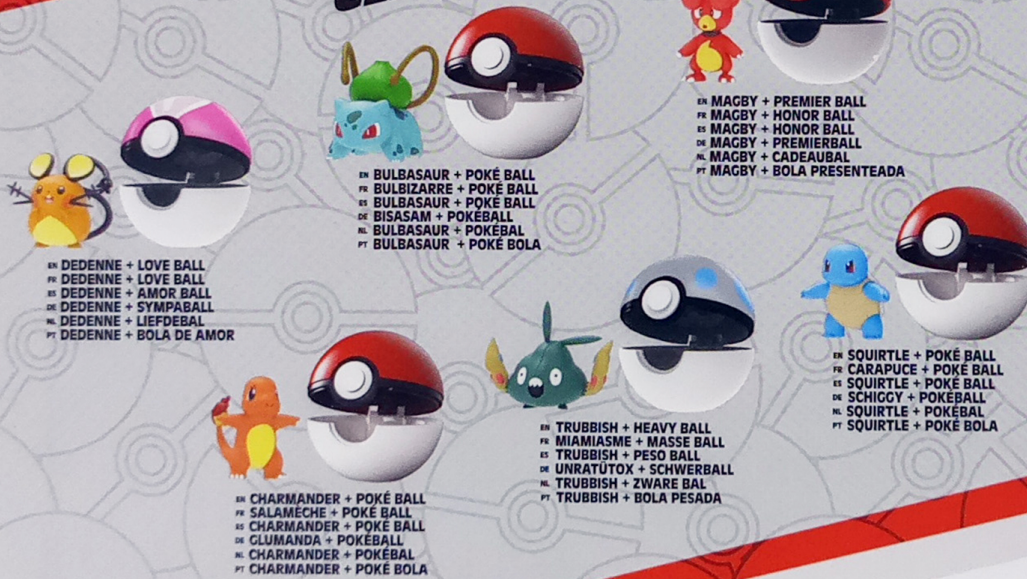 EN MAGBY + PREMIER BALL
FR MAGBY + HONOR BALL
ES MAGBY + HONOR BALL
DE MAGBY + PREMIERBALL
NL MAGBY + CADEAUBAL
PT MAGBY + BOLA PRESENTEADA
EN BULBASAUR + POKÉ BALL
FR BULBIZARRE + POKÉ BALL
ES BULBASAUR + POKÉ BALL
DE BISASAM + POKÉBALL
NL BULBASAUR + POKÉBAL
PT BULBASAUR + POKÉ BOLA
EN DEDENNE + LOVE BALL
FR DEDENNE + LOVE BALL
ES DEDENNE + AMOR BALL
DE DEDENNE + SYMPABALL
NL DEDENNE + LIEFDEBAL
PT DEDENNE + BOLA DE AMOR
EN SQUIRTLE + POKÉ BALL
FR CARAPUCE + POKÉ BALL
ES SQUIRTLE + POKÉ BALL
DE SCHIGGY + POKÉBALL
NL SQUIRTLE + POKÉBAL
PT SQUIRTLE + POKÉ BOLA
EN TRUBBISH + HEAVY BALL
FR MIAMIASME + MASSE BALL
ES TRUBBISH + PESO BALL
DE UNRATÜTOX + SCHWERBALL
NL TRUBBISH + ZWARE BAL
PT TRUBBISH + BOLA PESADA
EN CHARMANDER + POKÉ BALL
FR SALAMÈCHE + POKÉ BALL
ES CHARMANDER + POKÉ BALL
DE GLUMANDA + POKÉBALL
NL CHARMANDER + POKÉBAL
PT CHARMANDER + POKÉ BOLA